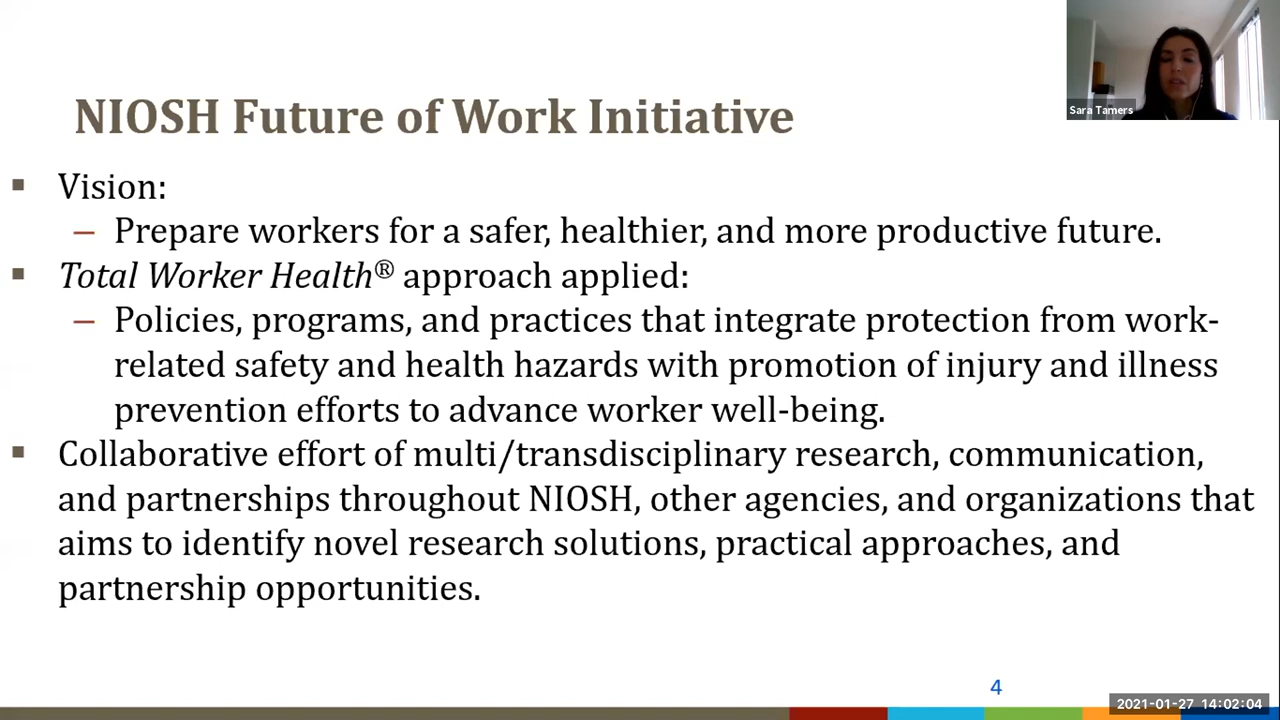 Sara Tamers
NIOSH Future of Work Initiative
▪ Vision:
– Prepare workers for a safer, healthier, and more productive future.
▪ Total Worker Health® approach applied:
– Policies, programs, and practices that integrate protection from work-
related safety and health hazards with promotion of injury and illness
prevention efforts to advance worker well-being.
▪ Collaborative effort of multi/transdisciplinary research, communication,
and partnerships throughout NIOSH, other agencies, and organizations that
aims to identify novel research solutions, practical approaches, and
partnership opportunities.
4
2021-01-27 14:02:04